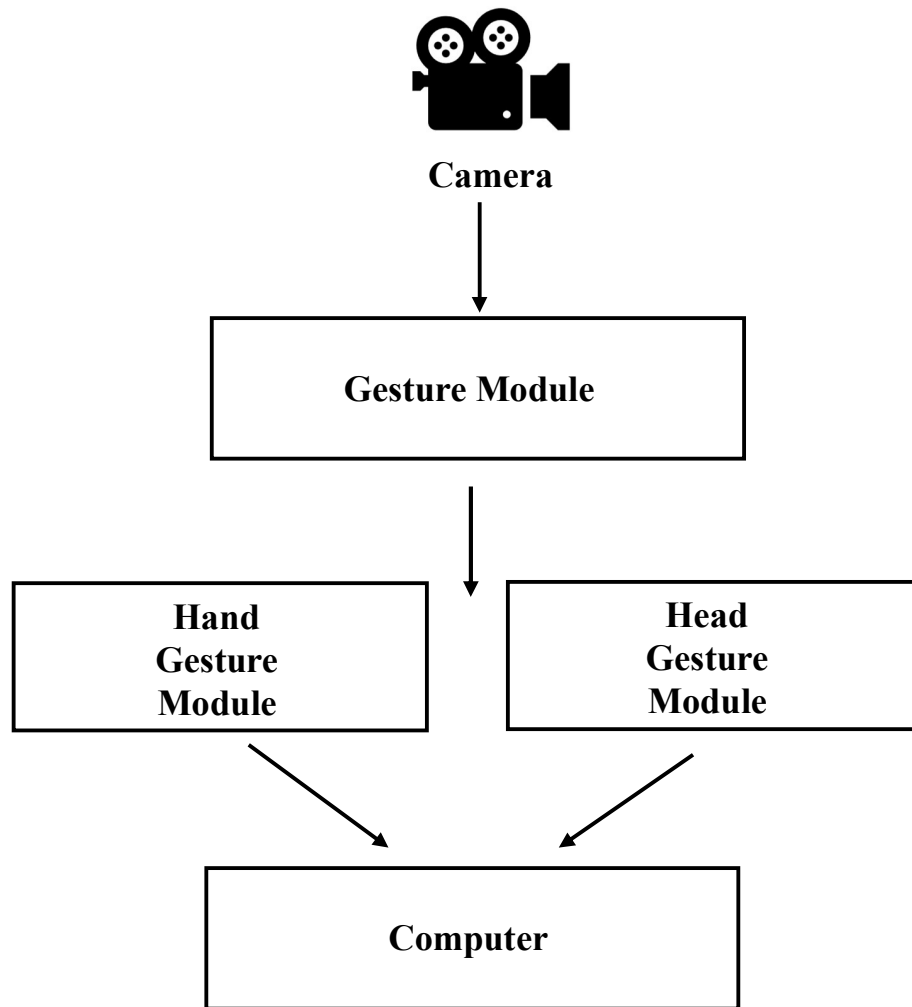 Camera
Gesture Module
Hand
Gesture
Module
Head
Gesture
Module
Computer